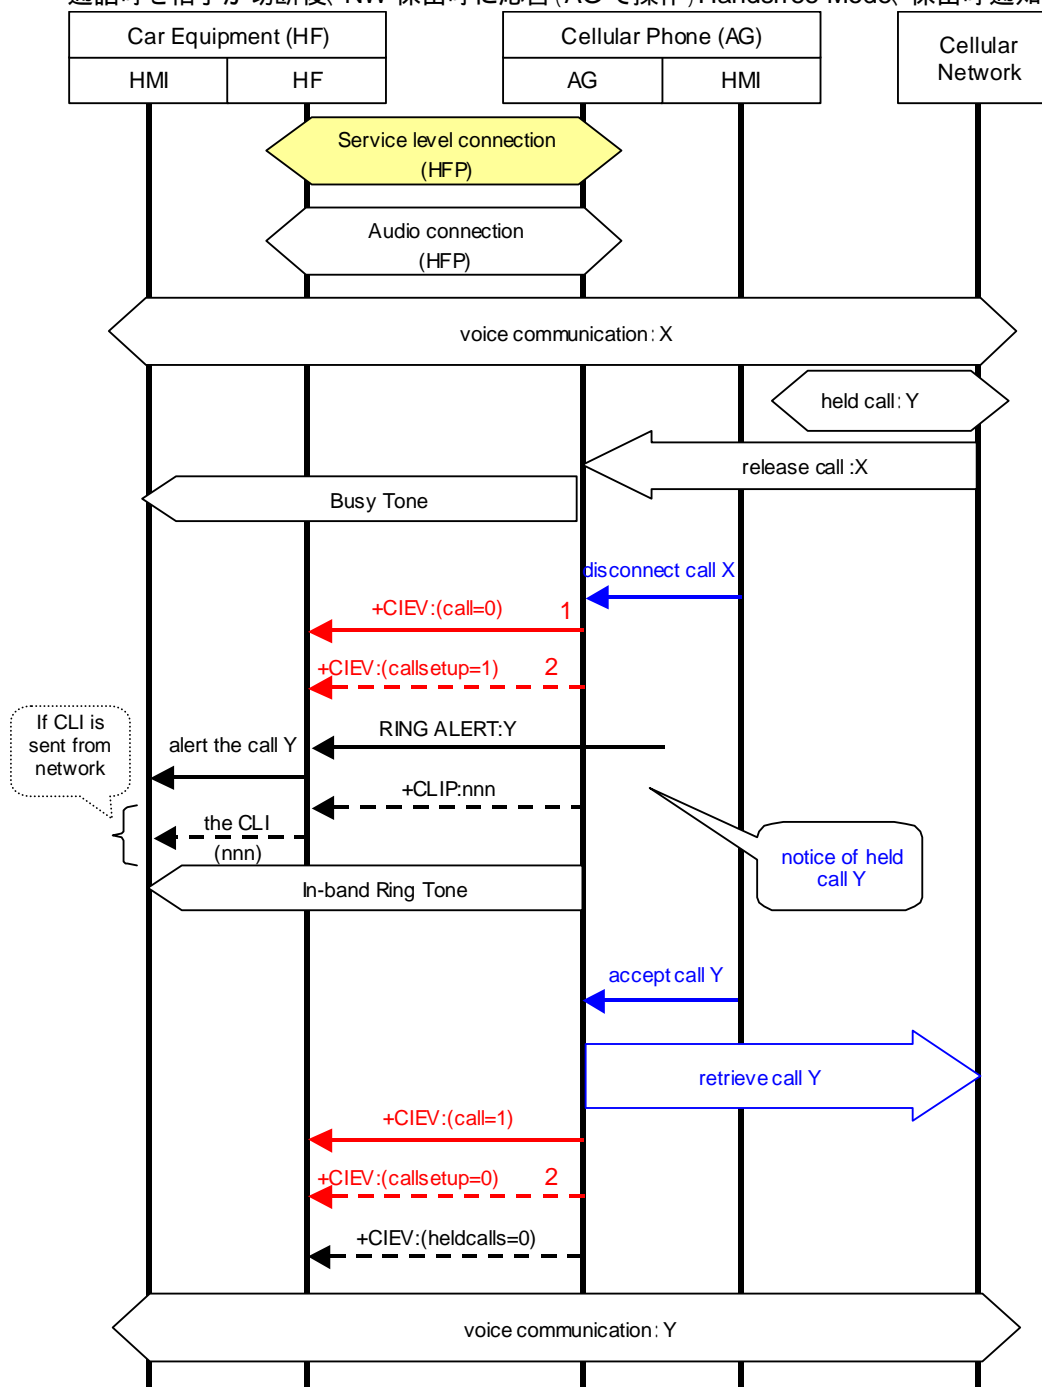 Handsfree Mode
Car Equipment (HF)
Cellular Phone (AG)
Cellular
Network
HMI
HF
AG
HMI
Service level connection
(HFP)
Audio connection
(HFP)
voice communication: X
held call: Y
release call :X
Busy Tone
disconnect call X
+CIEV:(call=0)
1
+CIEV:(callsetup=1)
2
If CLI is
sent from
network
RING ALERT:Y
alert the call Y
+CLIP:nnn
the CLI
(nnn)
notice of held
call Y
In-band Ring Tone
accept call Y
retrieve call Y
+CIEV:(call=1)
+CIEV:(callsetup=0)
2
+CIEV:(heldcalls=0)
voice communication: Y